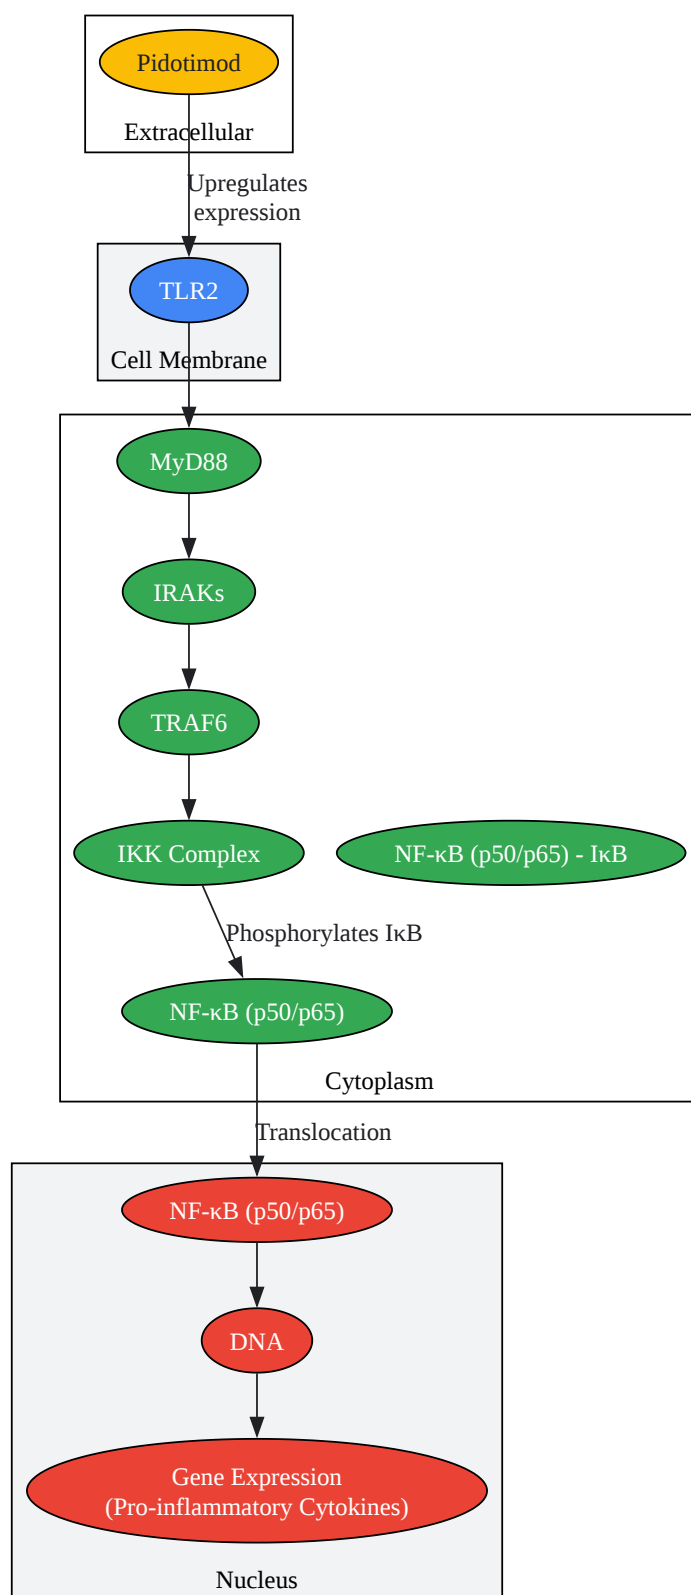 Pidotimod
Extracellular
Upregulates
expression
TLR2
Cell Membrane
MyD88
IRAKs
TRAF6
IKK Complex
NF-κB (p50/p65) - IκB
Phosphorylates IκB
NF-κB (p50/p65)
Cytoplasm
Translocation
NF-κB (p50/p65)
DNA
Gene Expression
(Pro-inflammatory Cytokines)
Nucleus